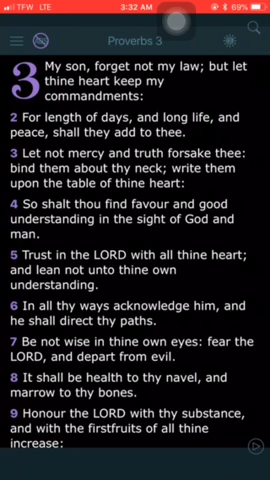 TFW LTE 3:32 AM 69%
Proverbs 3
3 My son, forget not my law; but let
thine heart keep my
commandments:
2 For length of days, and long life, and
peace, shall they add to thee.
3 Let not mercy and truth forsake thee:
bind them about thy neck; write them
upon the table of thine heart:
4 So shalt thou find favour and good
understanding in the sight of God and
man.
5 Trust in the LORD with all thine heart;
and lean not unto thine own
understanding.
6 In all thy ways acknowledge him, and
he shall direct thy paths.
7 Be not wise in thine own eyes: fear the
LORD, and depart from evil.
8 It shall be health to thy navel, and
marrow to thy bones.
9 Honour the LORD with thy substance,
and with the firstfruits of all thine
increase: